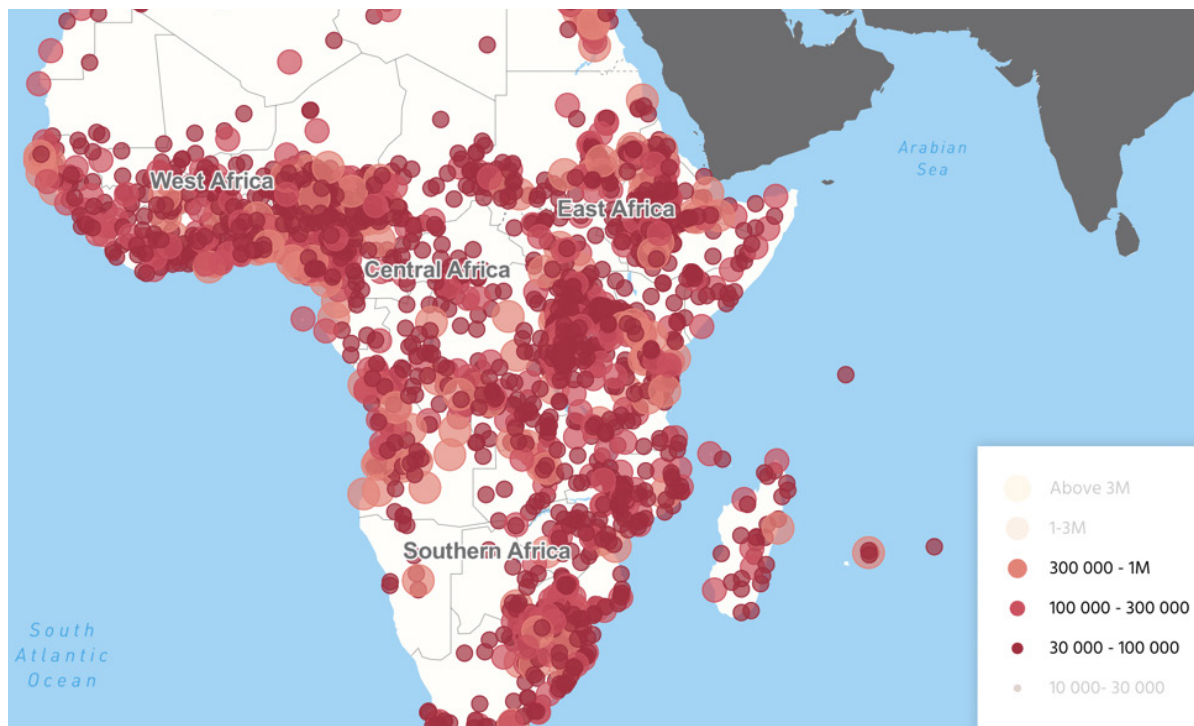 Arabian
Sea
West Africa
East Africa
Central Africa
Southern Africa
South
Atlantic
Ocean
Above 3M
1-3M
300 000 - 1M
100 000 - 300 000
30 000 - 100 000
10 000- 30 000